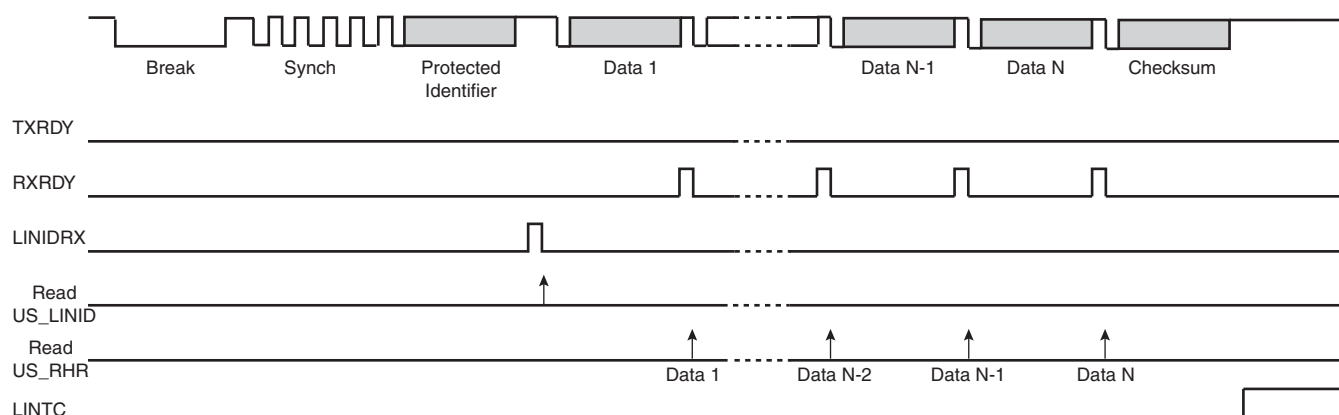 Break Synch Protected Identifier Data 1 Data N-1 Data N Checksum
TXRDY
RXRDY
LINIDRX
Read
US_LINID
Read
US_RHR
Data 1 Data N-2 Data N-1 Data N
LINTC